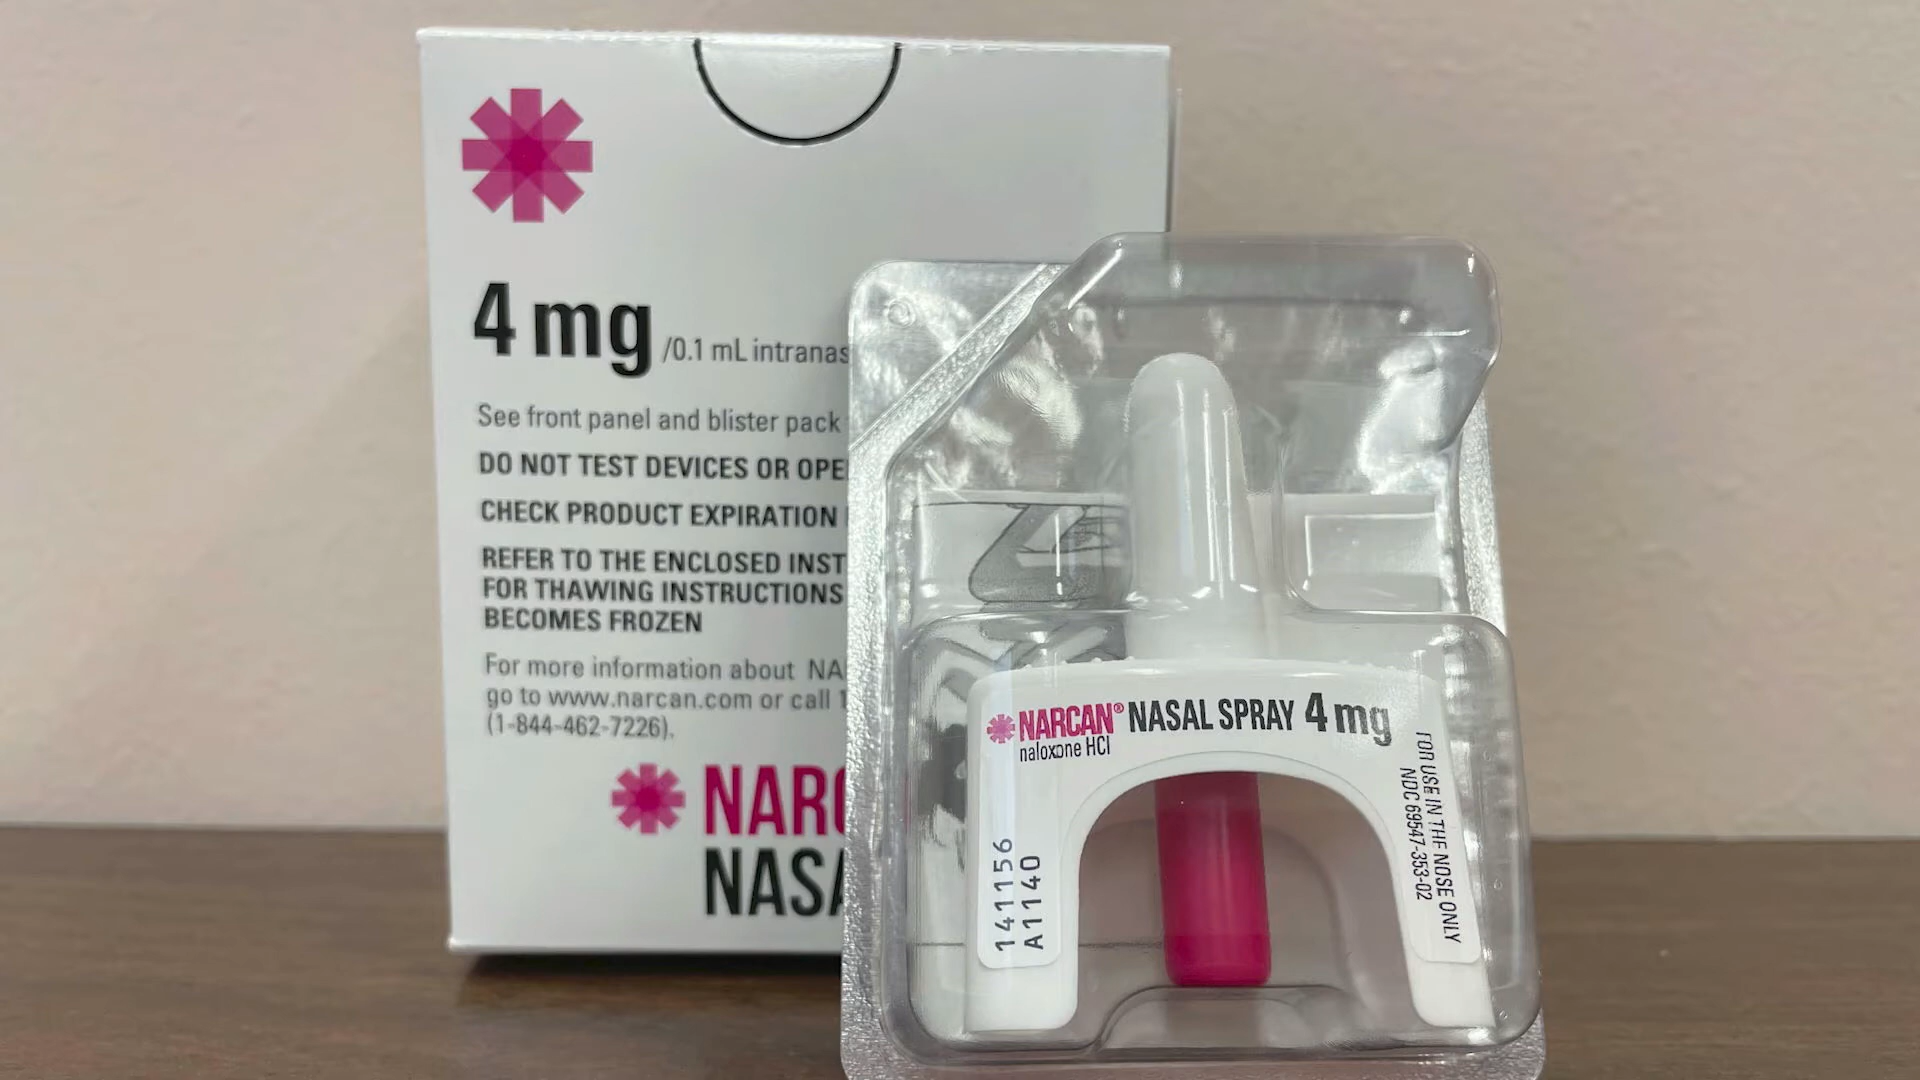 4 mg /0.1 mL intranas
See front panel and blister pack
DO NOT TEST DEVICES OR OPE
CHECK PRODUCT EXPIRATION
REFER TO THE ENCLOSED INST
FOR THAWING INSTRUCTIONS
BECOMES FROZEN
For more information about NA
go to www.narcan.com or call 1
(1-844-462-7226).
NARC
NASA
NARCAN® NASAL SPRAY 4 mg
naloxone HCl
141156
A1140
FOR USE IN THE NOSE ONLY
NDC 69547-353-02